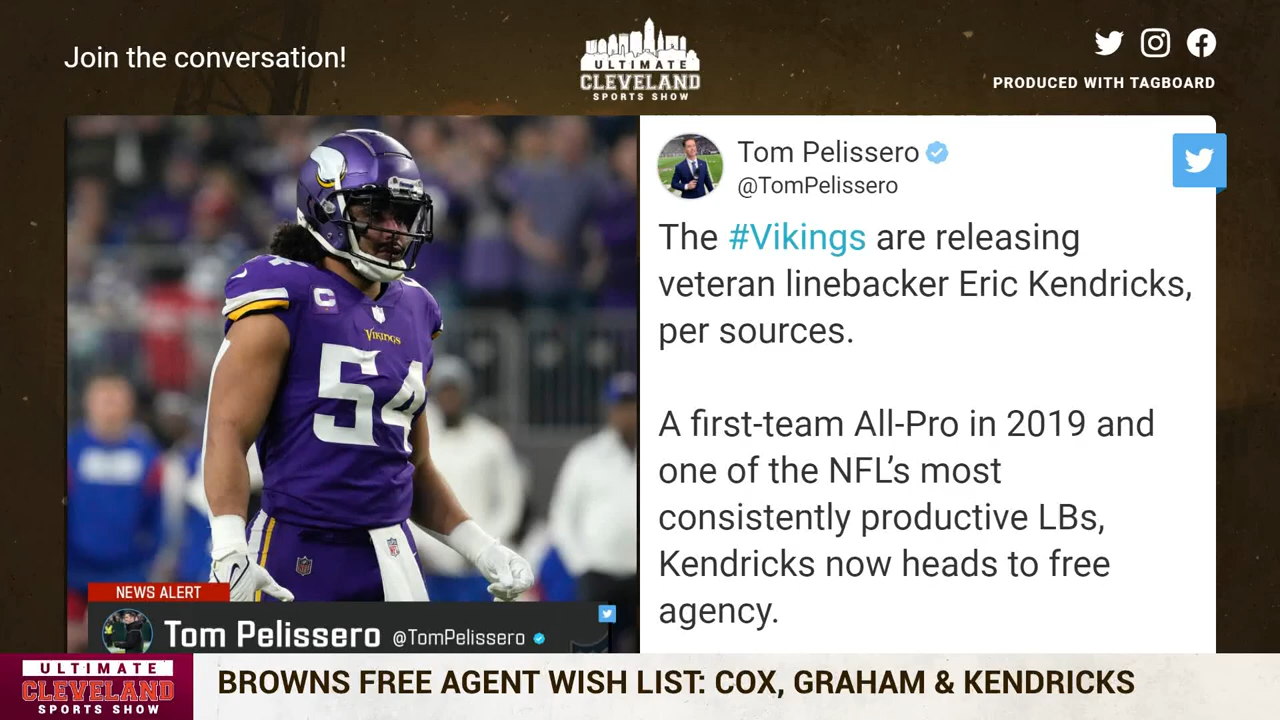 Join the conversation!
ULTIMATE
CLEVELAND
SPORTS SHOW
PRODUCED WITH TAGBOARD
C
VIKINGS
54
Tom Pelissero
@TomPelissero
The #Vikings are releasing
veteran linebacker Eric Kendricks,
per sources.
A first-team All-Pro in 2019 and
one of the NFL's most
consistently productive LBs,
Kendricks now heads to free
agency.
NEWS ALERT
Tom Pelissero @TomPelissero
ULTIMATE
CLEVELAND
SPORTS SHOW
BROWNS FREE AGENT WISH LIST: COX, GRAHAM & KENDRICKS